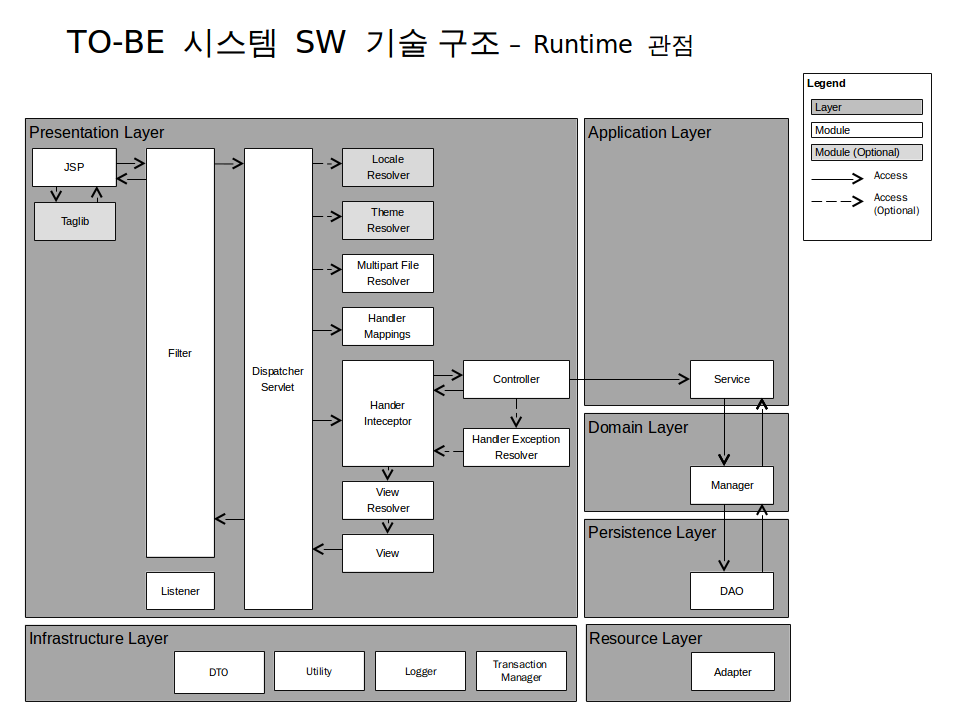 TO-BE 시스템 SW 기술 구조 – Runtime 관점
Legend
Layer
Module
Module (Optional)
Access
Access
(Optional)
Presentation Layer
JSP
Taglib
Filter
Listener
Dispatcher
Servlet
Locale
Resolver
Theme
Resolver
Multipart File
Resolver
Handler
Mappings
Hander
Inteceptor
Controller
Handler Exception
Resolver
View
Resolver
View
Application Layer
Service
Domain Layer
Manager
Persistence Layer
DAO
Infrastructure Layer
DTO
Utility
Logger
Transaction
Manager
Resource Layer
Adapter